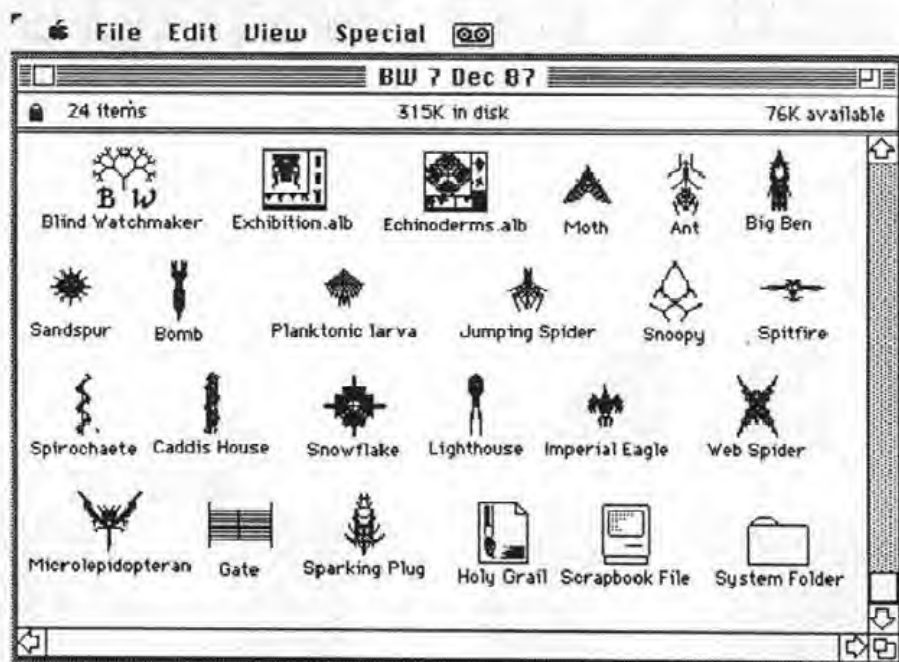 File Edit View Special
BW 7 Dec 87
24 items 315K in disk 76K available
B W
Blind Watchmaker Exhibition.alb Echinoderms.alb Moth Ant Big Ben
Sandspur Bomb Planktonic larva Jumping Spider Snoopy Spitfire
Spirochaete Caddis House Snowflake Lighthouse Imperial Eagle Web Spider
Microlepidopteran Gate Sparking Plug Holy Grail Scrapbook File System Folder